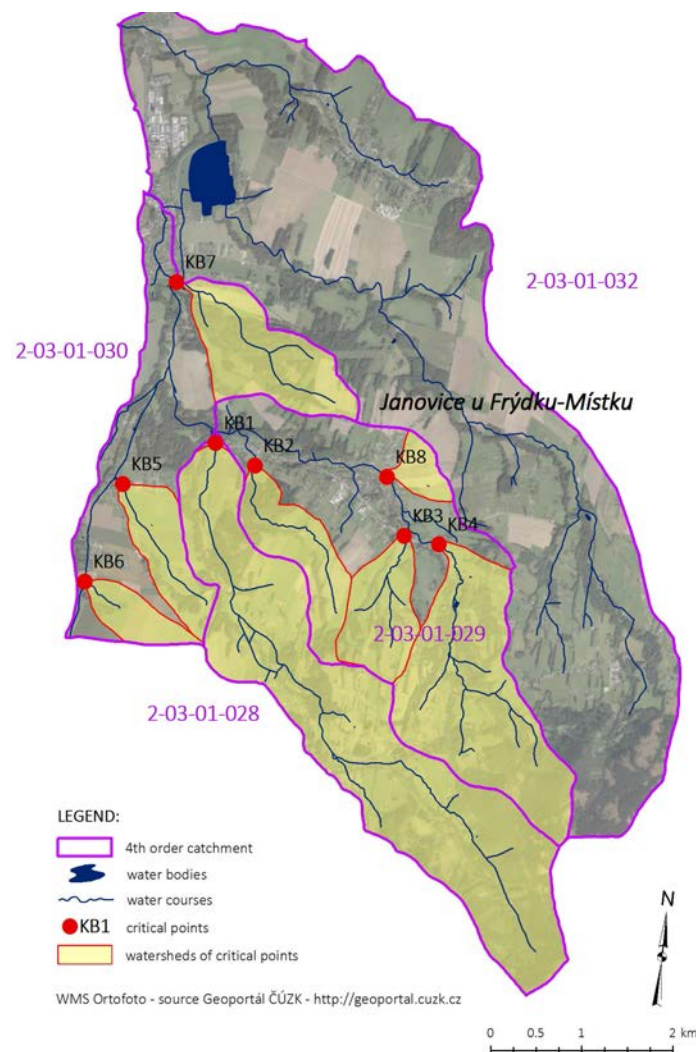 2-03-01-032
KB7
2-03-01-030
Janovice u Frýdku-Místku
KB1
KB2
KB8
KB5
KB3
KB4
KB6
2-03-01-029
2-03-01-028
LEGEND:
4th order catchment
water bodies
water courses
KB1 critical points
watersheds of critical points
N
WMS Ortofoto - source Geoportál ČÚZK - http://geoportal.cuzk.cz
0 0.5 1 2 km